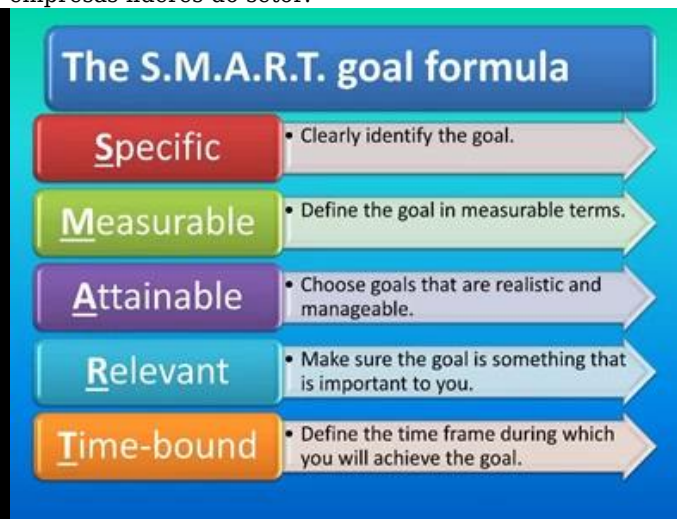 The S.M.A.R.T. goal formula
Specific
• Clearly identify the goal.
Measurable
• Define the goal in measurable terms.
Attainable
• Choose goals that are realistic and
manageable.
Relevant
• Make sure the goal is something that
is important to you.
Time-bound
• Define the time frame during which
you will achieve the goal.